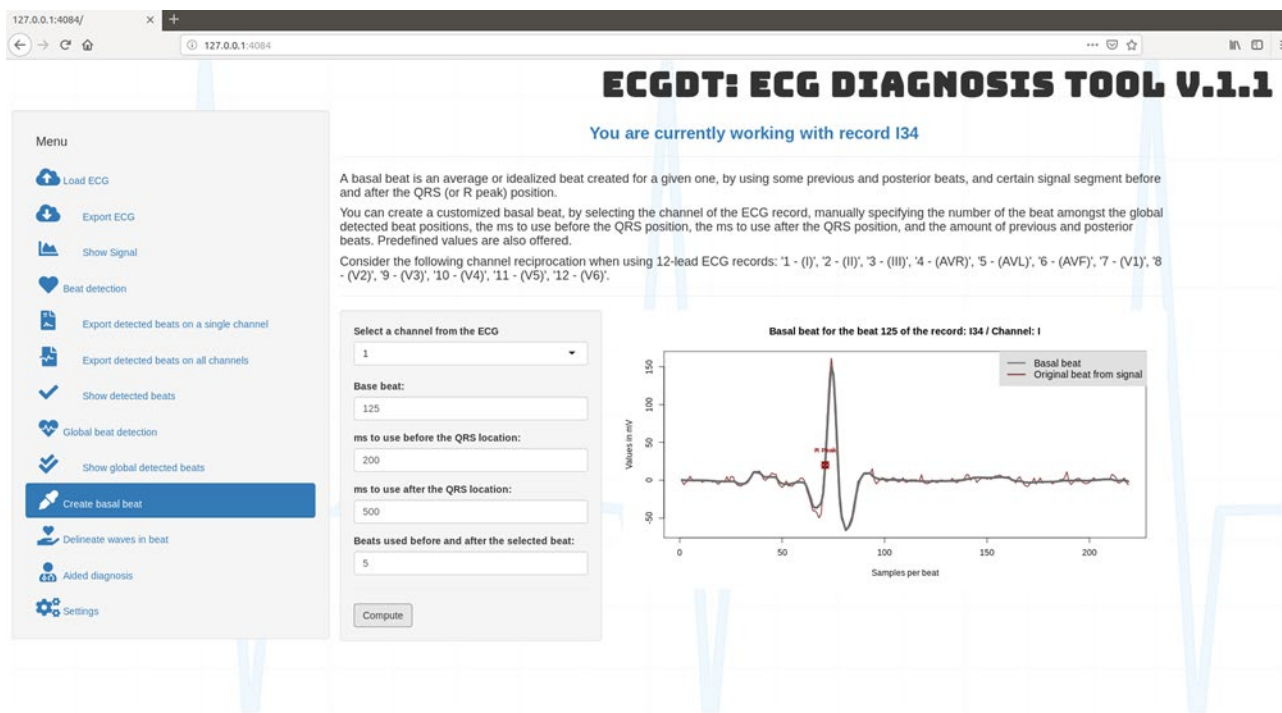 127.0.0.1:4084/
127.0.0.1:4084
ECGDT: ECG DIAGNOSIS TOOL V.1.1
Menu
Load ECG
Export ECG
Show Signal
Beat detection
Export detected beats on a single channel
Export detected beats on all channels
Show detected beats
Global beat detection
Show global detected beats
Create basal beat
Delineate waves in beat
Aided diagnosis
Settings
You are currently working with record I34
A basal beat is an average or idealized beat created for a given one, by using some previous and posterior beats, and certain signal segment before
and after the QRS (or R peak) position.
You can create a customized basal beat, by selecting the channel of the ECG record, manually specifying the number of the beat amongst the global
detected beat positions, the ms to use before the QRS position, the ms to use after the QRS position, and the amount of previous and posterior
beats. Predefined values are also offered.
Consider the following channel reciprocation when using 12-lead ECG records: '1 - (I)', '2 - (II)', '3 - (III)', '4 - (AVR)', '5 - (AVL)', '6 - (AVF)', '7 - (V1)', '8
- (V2)', '9 - (V3)', '10 - (V4)', '11 - (V5)', '12 - (V6)'.
Select a channel from the ECG
1
Base beat:
125
ms to use before the QRS location:
200
ms to use after the QRS location:
500
Beats used before and after the selected beat:
5
Compute
Basal beat for the beat 125 of the record: I34 / Channel: I
Basal beat
Original beat from signal
R Peak
Values in mV
150
100
50
0
-50
0 50 100 150 200
Samples per beat